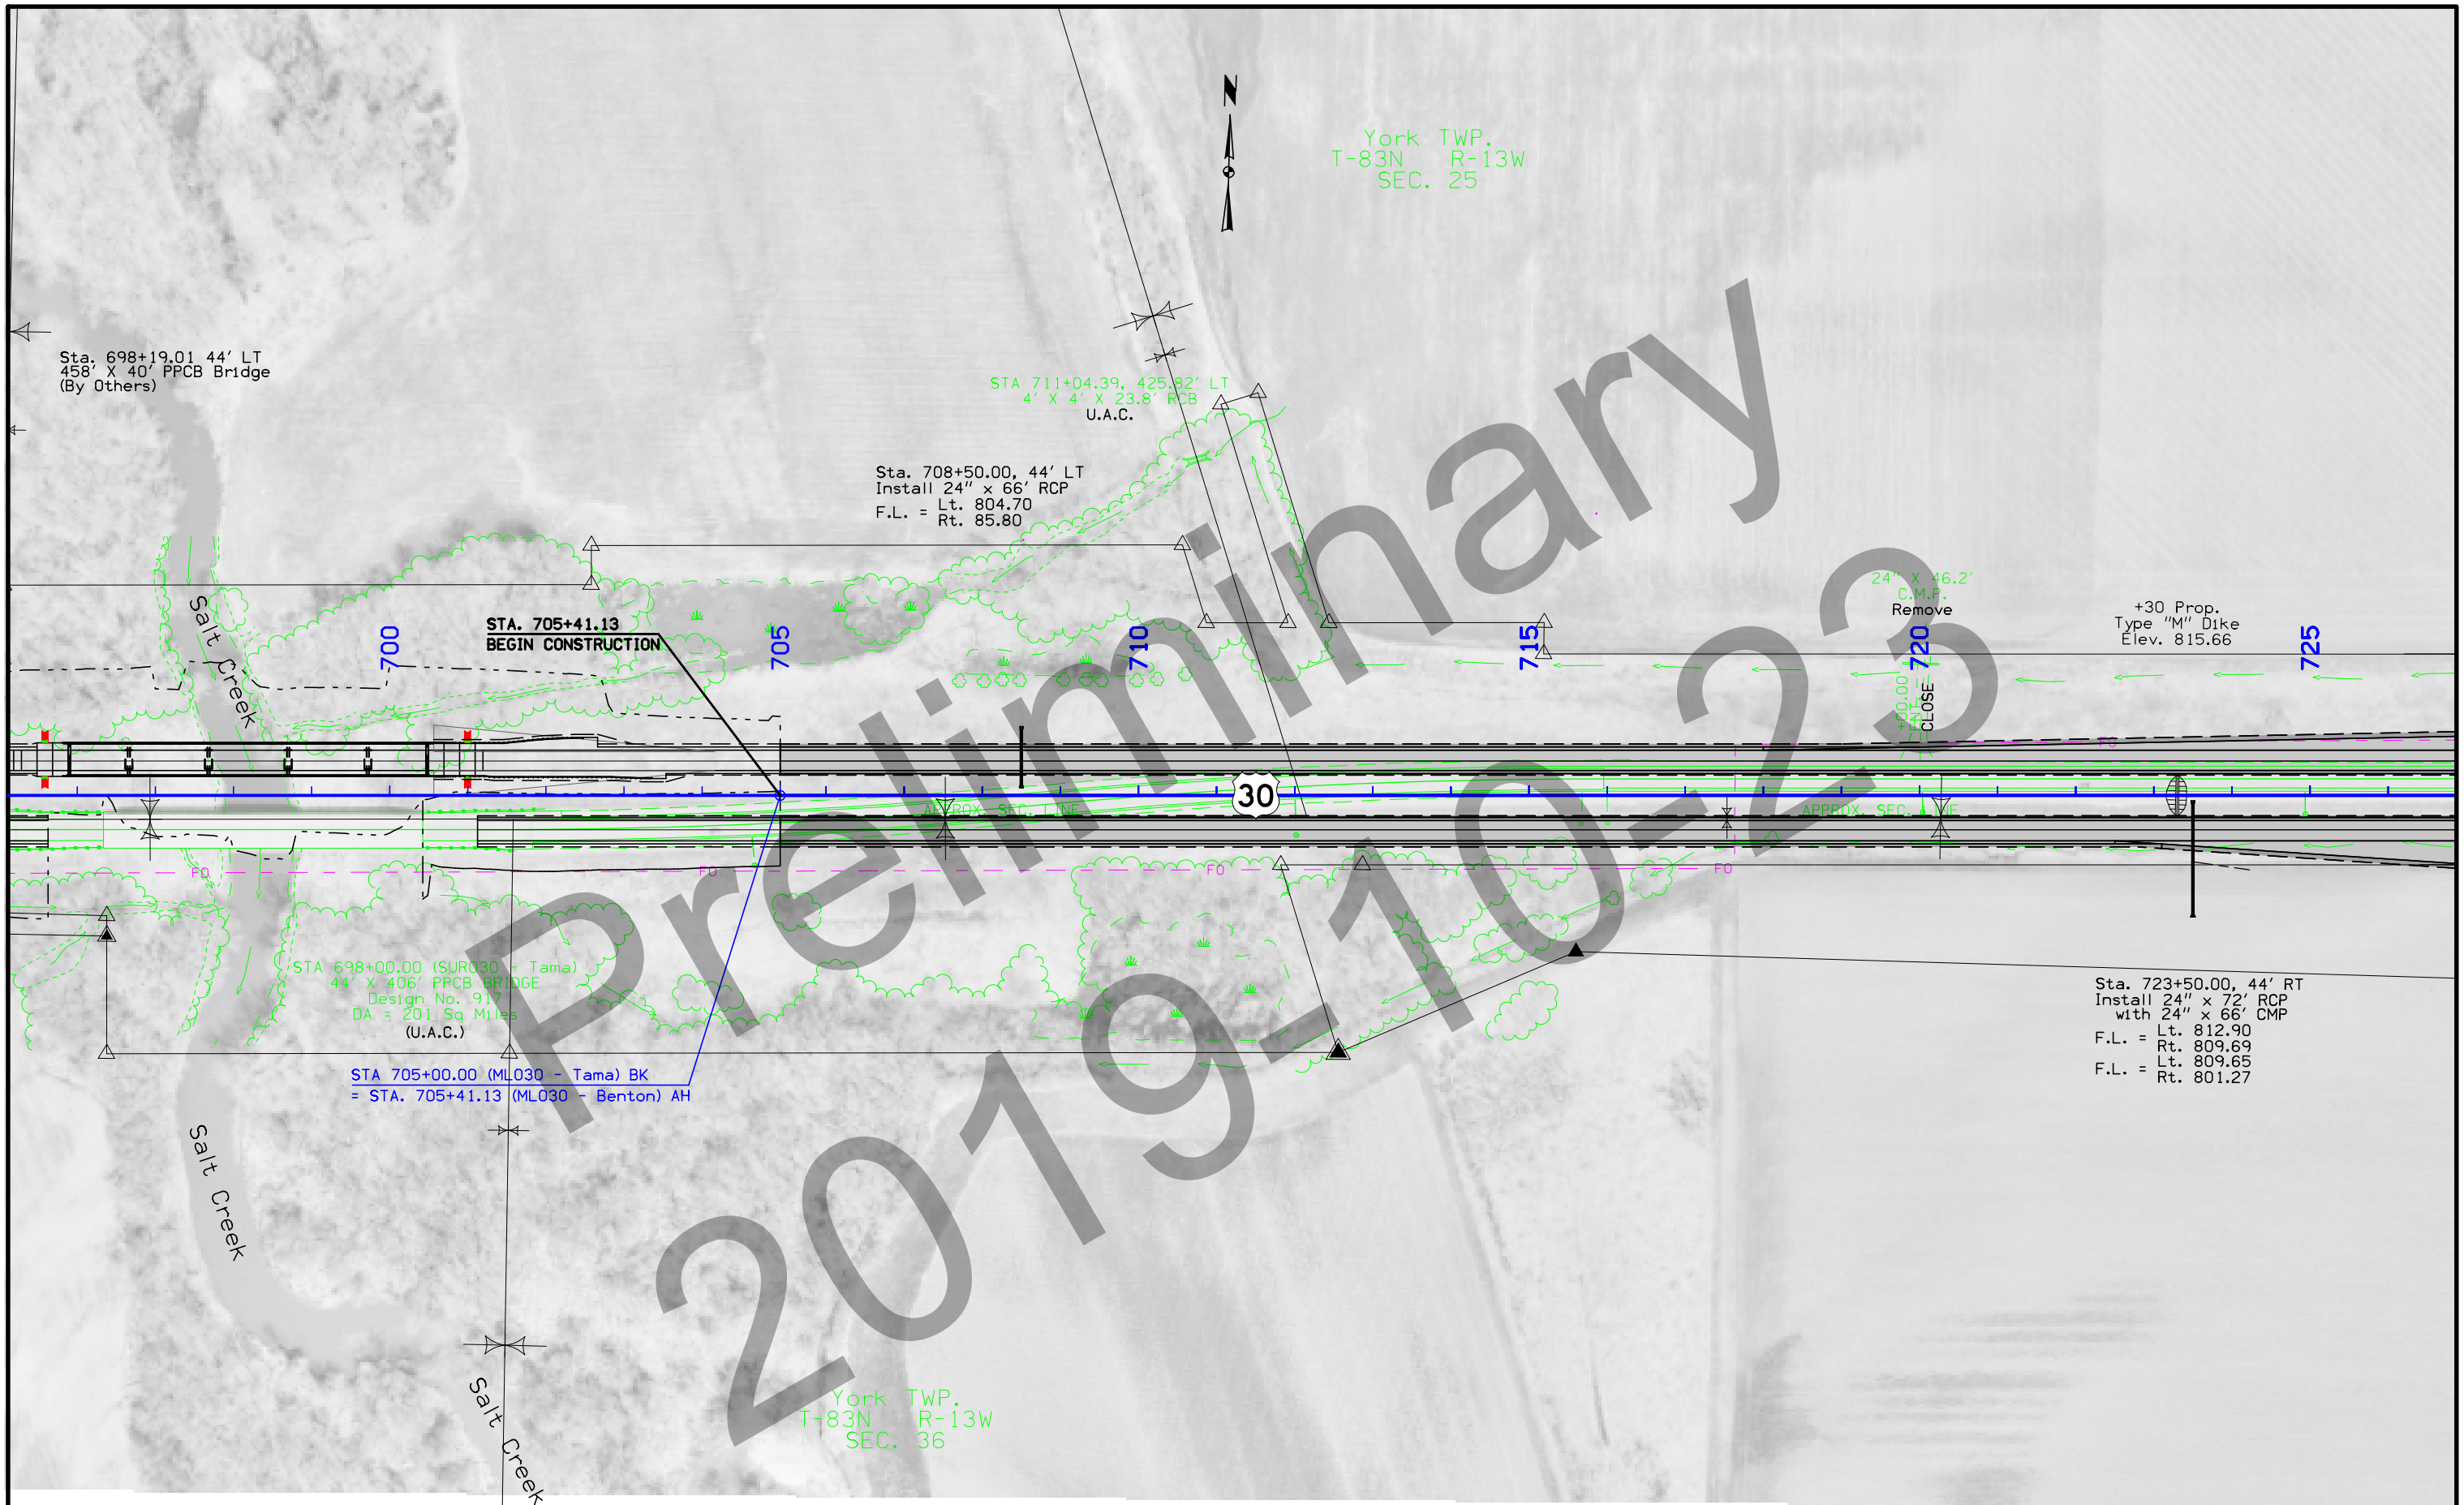 N
York TWP.
T-83N R-13W
SEC. 25
Sta. 698+19.01 44' LT
458' X 40' PPCB Bridge
(By Others)
STA 711+04.39, 425.82' LT
4' X 4' X 23.8' RCB
U.A.C.
Sta. 708+50.00, 44' LT
Install 24" x 66' RCP
F.L. = Lt. 804.70
Rt. 85.80
24" X 46.2'
C.M.P.
Remove
+30 Prop.
Type "M" Dike
Elev. 815.66
Salt Creek
STA. 705+41.13
BEGIN CONSTRUCTION
700
705
710
715
720
725
CLOSE
FO
30
APPROX. SEC. LINE
APPROX. SEC. LINE
FO
FO
FO
FO
STA 698+00.00 (SUR030 - Tama)
44' X 406' PPCB BRIDGE
Design No. 917
DA = 201 Sq Miles
(U.A.C.)
Sta. 723+50.00, 44' RT
Install 24" x 72' RCP
with 24" x 66' CMP
F.L. = Lt. 812.90
Rt. 809.69
F.L. = Lt. 809.65
Rt. 801.27
STA 705+00.00 (ML030 - Tama) BK
= STA. 705+41.13 (ML030 - Benton) AH
Salt Creek
Salt Creek
York TWP.
T-83N R-13W
SEC. 36
Preliminary
2019-10-23